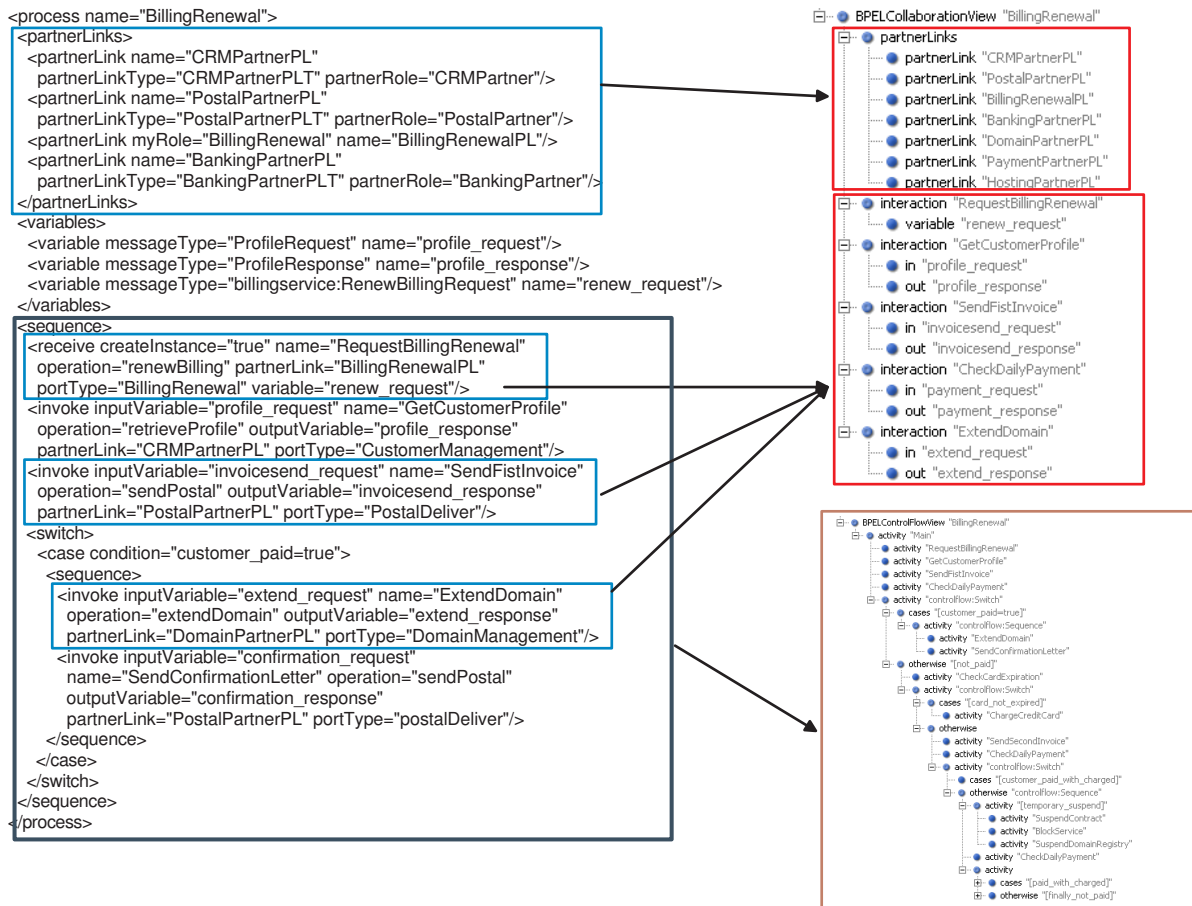 <process name="BillingRenewal">
<partnerLinks>
<partnerLink name="CRMPartnerPL"
partnerLinkType="CRMPartnerPLT" partnerRole="CRMPartner"/>
<partnerLink name="PostalPartnerPL"
partnerLinkType="PostalPartnerPLT" partnerRole="PostalPartner"/>
<partnerLink myRole="BillingRenewal" name="BillingRenewalPL"/>
<partnerLink name="BankingPartnerPL"
partnerLinkType="BankingPartnerPLT" partnerRole="BankingPartner"/>
</partnerLinks>
<variables>
<variable messageType="ProfileRequest" name="profile_request"/>
<variable messageType="ProfileResponse" name="profile_response"/>
<variable messageType="billingservice:RenewBillingRequest" name="renew_request"/>
</variables>
<sequence>
<receive createInstance="true" name="RequestBillingRenewal"
operation="renewBilling" partnerLink="BillingRenewalPL"
portType="BillingRenewal" variable="renew_request"/>
<invoke inputVariable="profile_request" name="GetCustomerProfile"
operation="retrieveProfile" outputVariable="profile_response"
partnerLink="CRMPartnerPL" portType="CustomerManagement"/>
<invoke inputVariable="invoicesend_request" name="SendFistInvoice"
operation="sendPostal" outputVariable="invoicesend_response"
partnerLink="PostalPartnerPL" portType="PostalDeliver"/>
<switch>
<case condition="customer_paid=true">
<sequence>
<invoke inputVariable="extend_request" name="ExtendDomain"
operation="extendDomain" outputVariable="extend_response"
partnerLink="DomainPartnerPL" portType="DomainManagement"/>
<invoke inputVariable="confirmation_request"
name="SendConfirmationLetter" operation="sendPostal"
outputVariable="confirmation_response"
partnerLink="PostalPartnerPL" portType="postalDeliver"/>
</sequence>
</case>
</switch>
</sequence>
</process>
BPELCollaborationView "BillingRenewal"
partnerLinks
partnerLink "CRMPartnerPL"
partnerLink "PostalPartnerPL"
partnerLink "BillingRenewalPL"
partnerLink "BankingPartnerPL"
partnerLink "DomainPartnerPL"
partnerLink "PaymentPartnerPL"
partnerLink "HostingPartnerPL"
interaction "RequestBillingRenewal"
variable "renew_request"
interaction "GetCustomerProfile"
in "profile_request"
out "profile_response"
interaction "SendFistInvoice"
in "invoicesend_request"
out "invoicesend_response"
interaction "CheckDailyPayment"
in "payment_request"
out "payment_response"
interaction "ExtendDomain"
in "extend_request"
out "extend_response"
BPELControlFlowView "BillingRenewal"
activity "Main"
activity "RequestBillingRenewal"
activity "GetCustomerProfile"
activity "SendFistInvoice"
activity "CheckDailyPayment"
activity "controlflow:Switch"
cases "[customer_paid=true]"
activity "controlflow:Sequence"
activity "ExtendDomain"
activity "SendConfirmationLetter"
otherwise "[not_paid]"
activity "CheckCardExpiration"
activity "controlflow:Switch"
cases "[card_not_expired]"
activity "ChargeCreditCard"
otherwise
activity "SendSecondInvoice"
activity "CheckDailyPayment"
activity "controlflow:Switch"
cases "[customer_paid_with_charged]"
otherwise "controlflow:Sequence"
activity "[temporary_suspend]"
activity "SuspendContract"
activity "BlockService"
activity "SuspendDomainRegistry"
activity "CheckDailyPayment"
activity
cases "[paid_with_charged]"
otherwise "[finally_not_paid]"